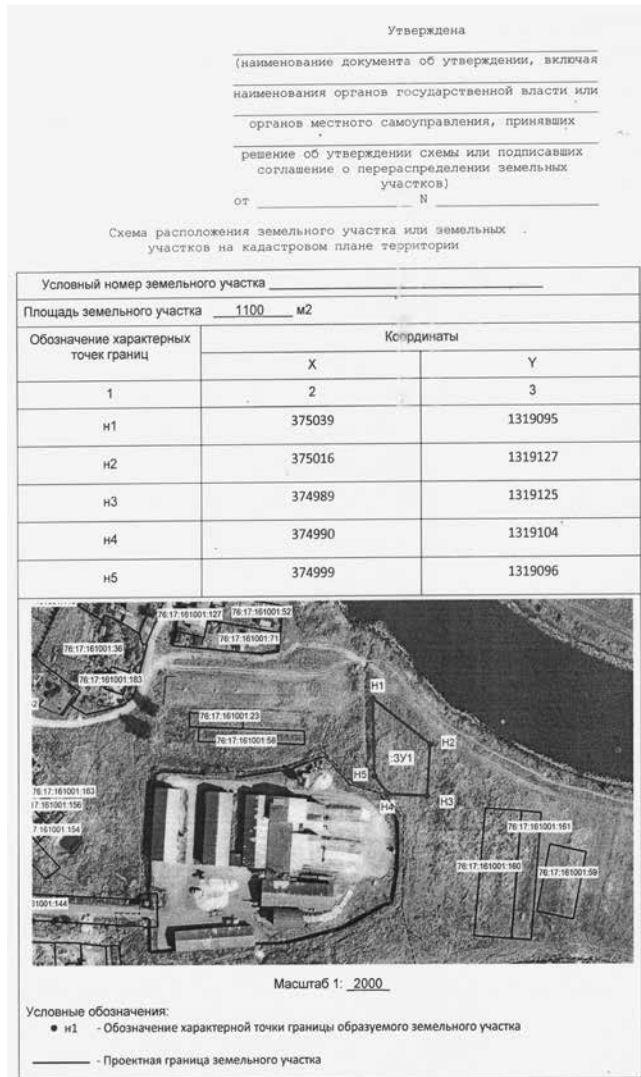 Утверждена
(наименование документа об утверждении, включая
наименования органов государственной власти или
органов местного самоуправления, принявших
решение об утверждении схемы или подписавших
соглашение о перераспределении земельных
участков)
от N
Схема расположения земельного участка или земельных
участков на кадастровом плане территории
Условный номер земельного участка
Площадь земельного участка 1100 м2
Обозначение характерных точек границ Координаты
X Y
1 2 3
н1 375039 1319095
н2 375016 1319127
н3 374989 1319125
н4 374990 1319104
н5 374999 1319096
76:17:161001:127 76:17:161001:52
76:17:161001:36 76:17:161001:71
76:17:161001:183
Н1
76:17:161001:23
76:17:161001:58
:ЗУ1 Н2
Н5
76:17:161001:163
:156 Н4 Н3
:154 76:17:161001:161
76:17:161001:160 76:17:161001:59
:144
Масштаб 1: 2000
Условные обозначения:
● н1 - Обозначение характерной точки границы образуемого земельного участка
- Проектная граница земельного участка